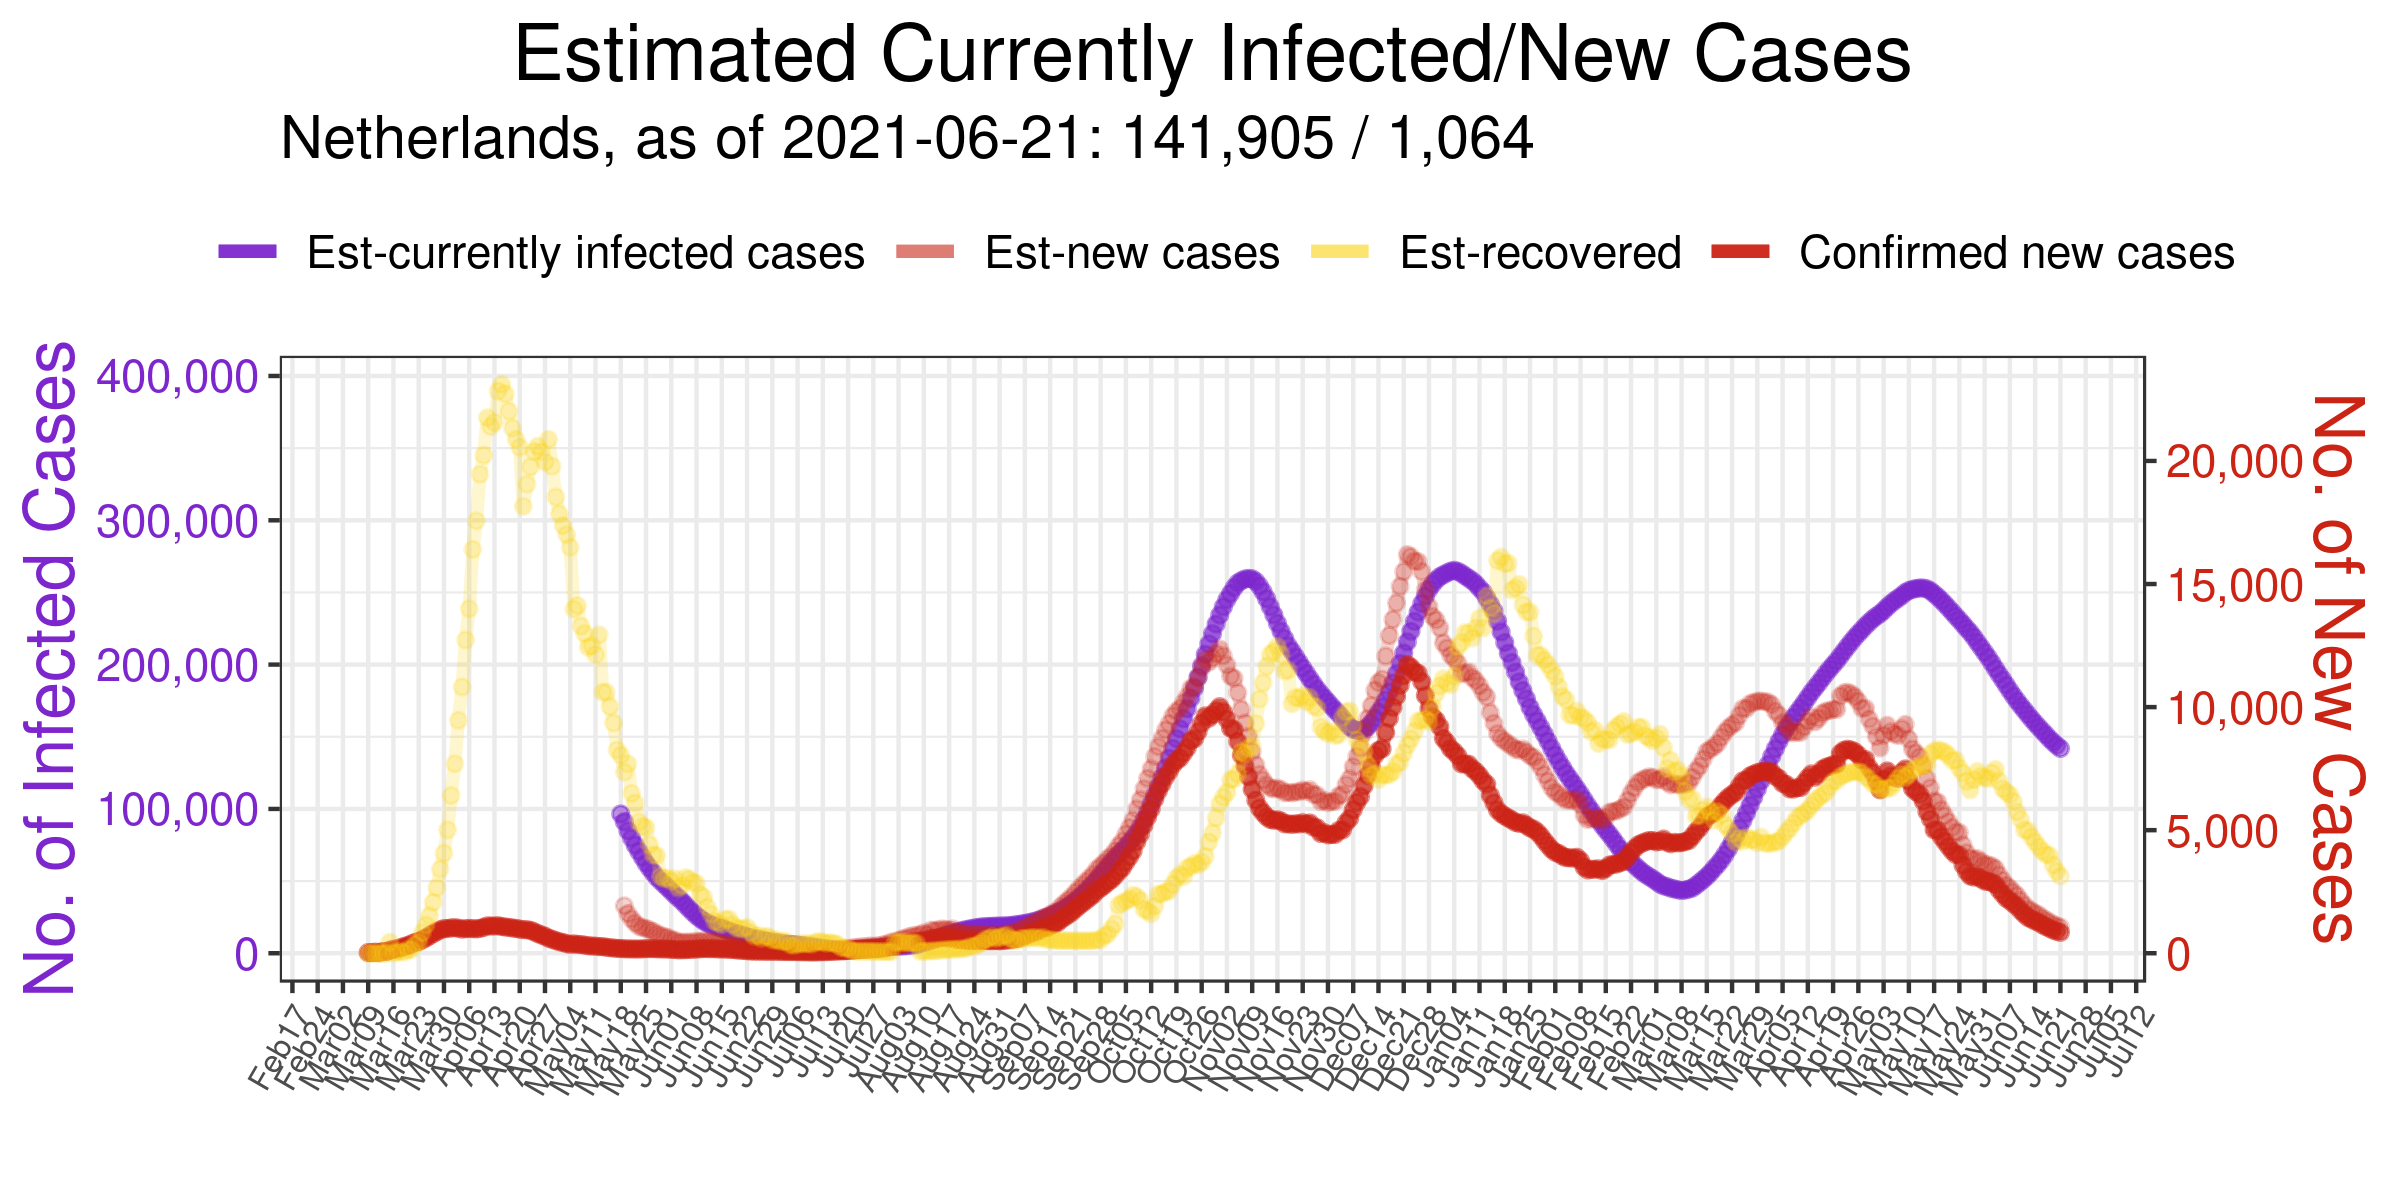 Estimated Currently Infected/New Cases
Netherlands, as of 2021-06-21: 141,905 / 1,064
Est-currently infected cases
Est-new cases
Est-recovered
Confirmed new cases
No. of Infected Cases
400,000
300,000
200,000
100,000
0
No. of New Cases
20,000
15,000
10,000
5,000
0
Feb17
Feb24
Mar02
Mar09
Mar16
Mar23
Mar30
Apr06
Apr13
Apr20
Apr27
May04
May11
May18
May25
Jun01
Jun08
Jun15
Jun22
Jun29
Jul06
Jul13
Jul20
Jul27
Aug03
Aug10
Aug17
Aug24
Aug31
Sep07
Sep14
Sep21
Sep28
Oct05
Oct12
Oct19
Oct26
Nov02
Nov09
Nov16
Nov23
Nov30
Dec07
Dec14
Dec21
Dec28
Jan04
Jan11
Jan18
Jan25
Feb01
Feb08
Feb15
Feb22
Mar01
Mar08
Mar15
Mar22
Mar29
Apr05
Apr12
Apr19
Apr26
May03
May10
May17
May24
May31
Jun07
Jun14
Jun21
Jun28
Jul05
Jul12